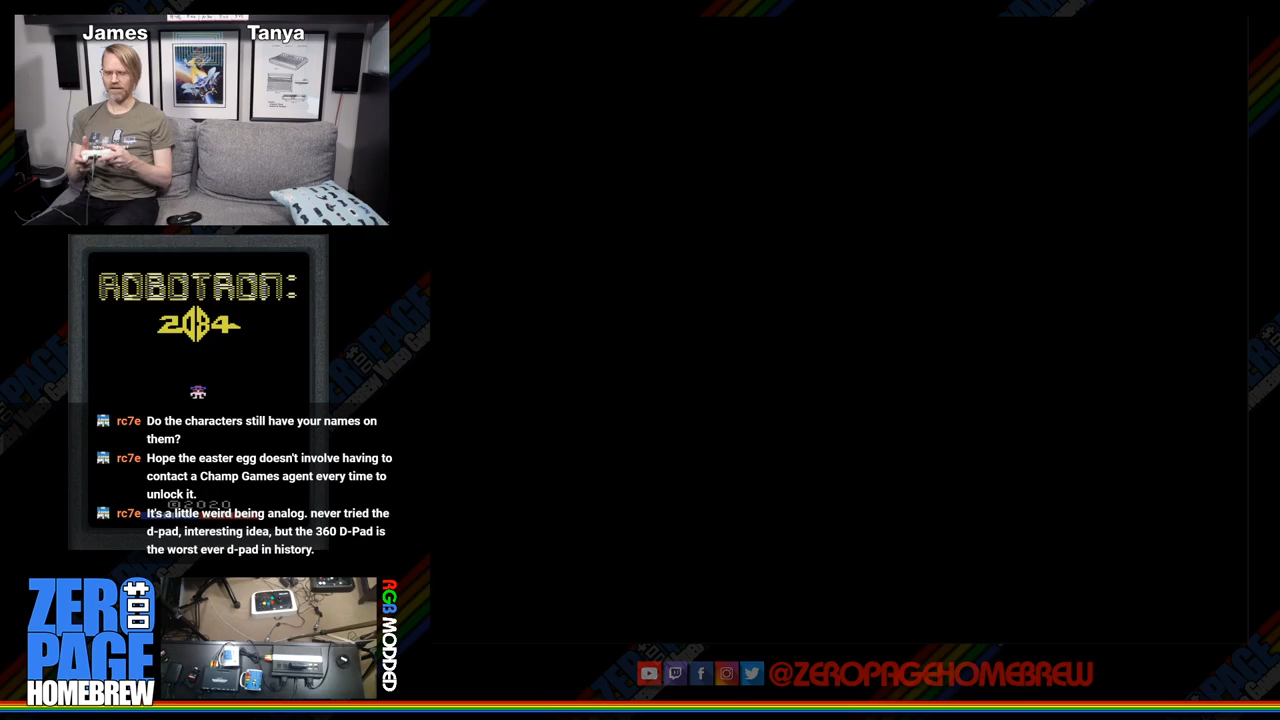 James
Tanya
ROBOTRON:
2084
rc7e Do the characters still have your names on
them?
rc7e Hope the easter egg doesn't involve having to
contact a Champ Games agent every time to
unlock it.
©2020
rc7e It's a little weird being analog. never tried the
d-pad, interesting idea, but the 360 D-Pad is
the worst ever d-pad in history.
ZERO
PAGE
HOMEBREW
RGB MODDED
@ZEROPAGEHOMEBREW